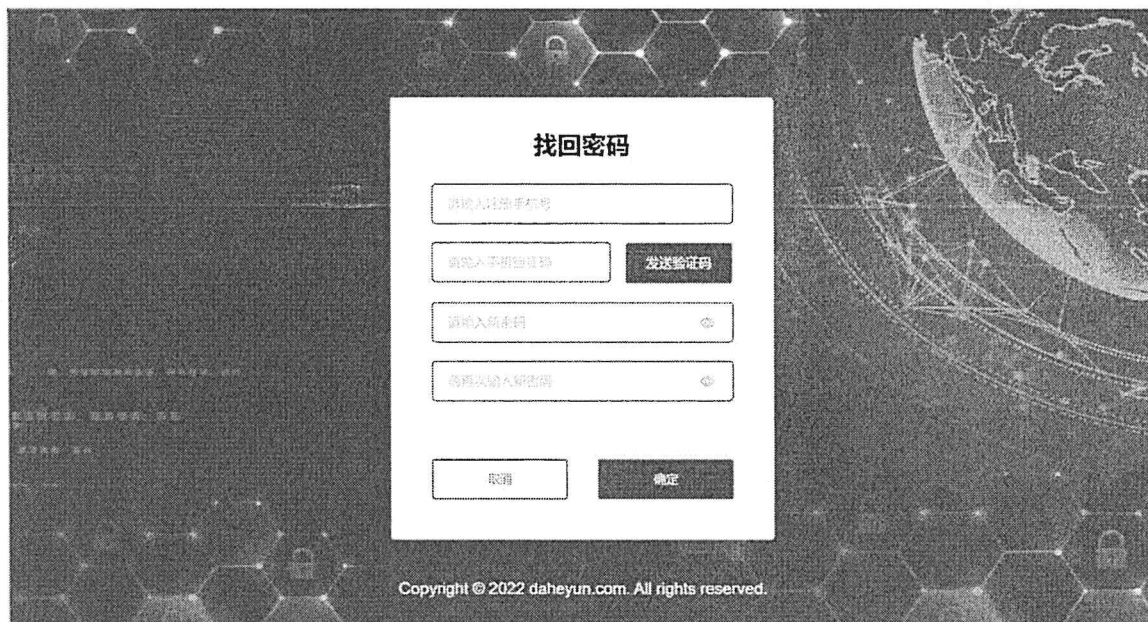 找回密码
请输入注册手机号
请输入手机验证码
发送验证码
请输入新密码
请再次输入新密码
取消
确定
Copyright © 2022 daheyun.com. All rights reserved.